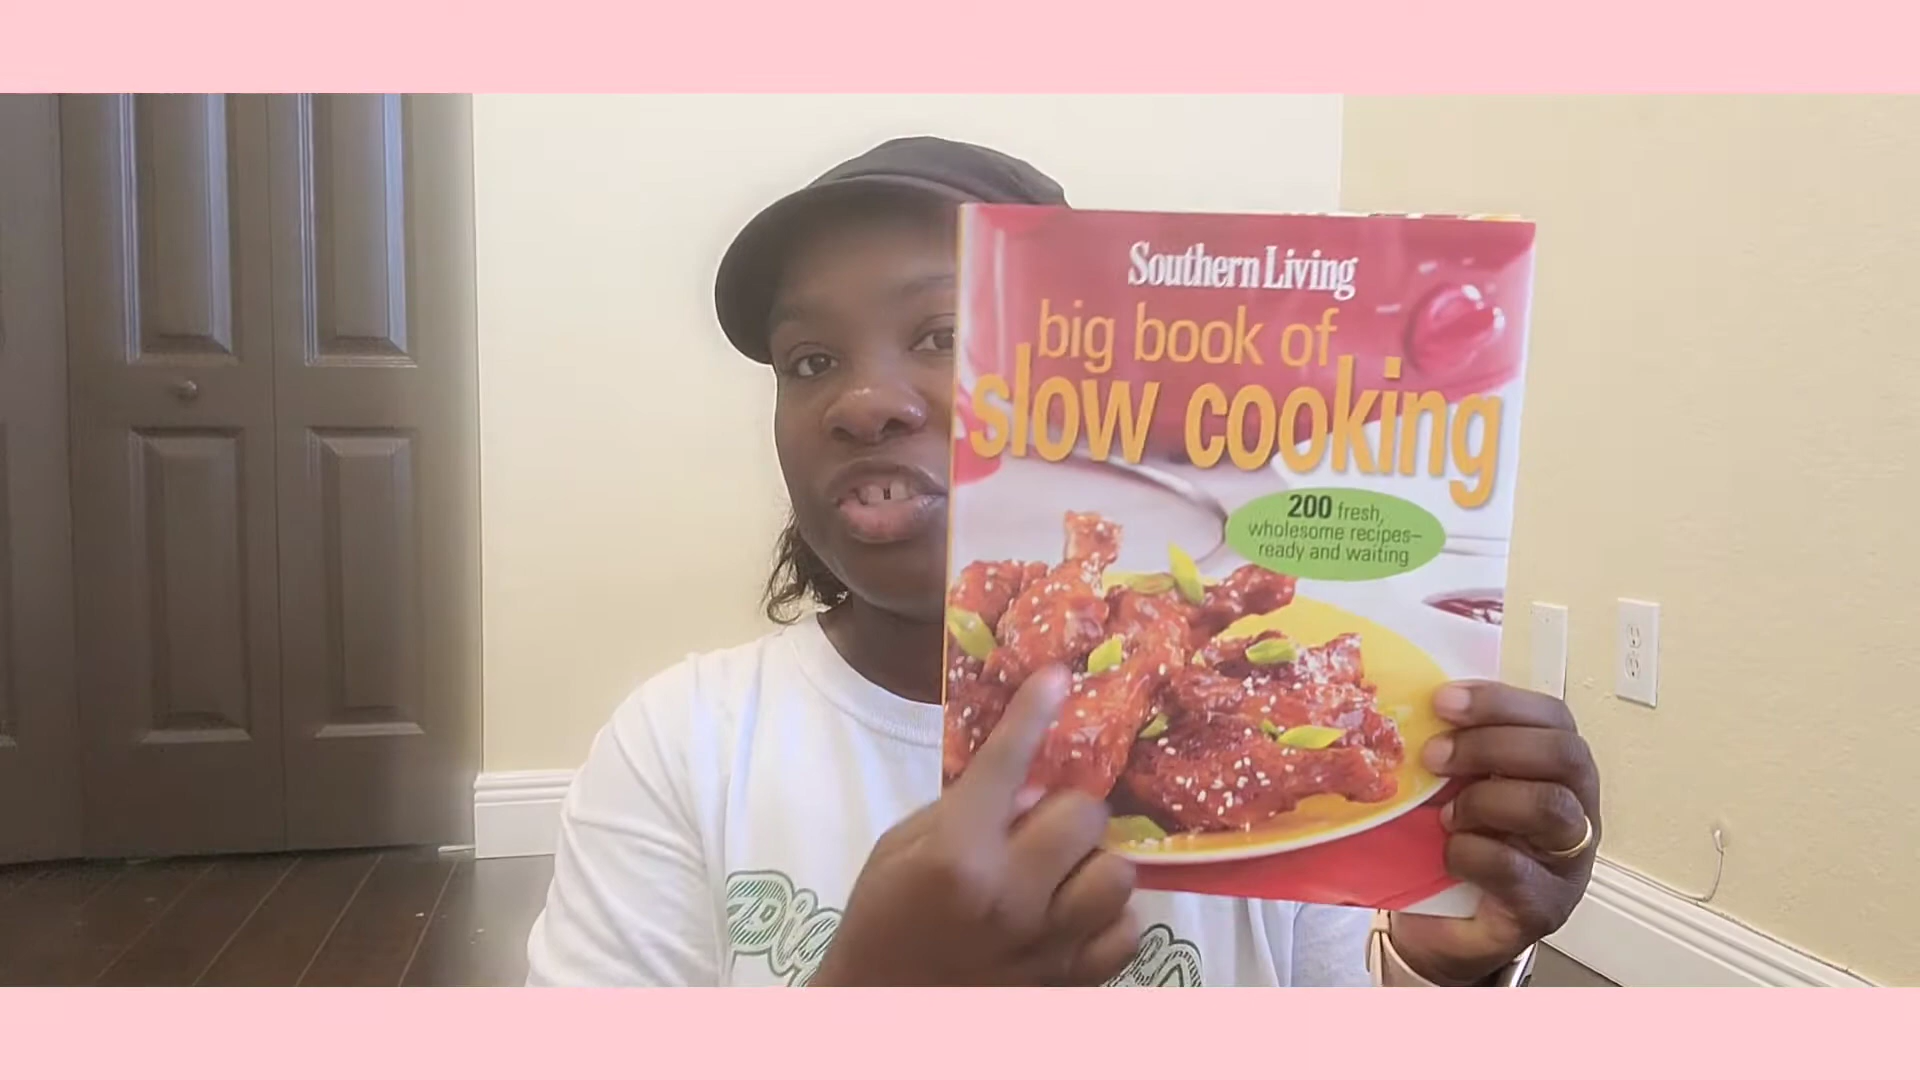 Southern Living
big book of
slow cooking
200 fresh,
wholesome recipes–
ready and waiting